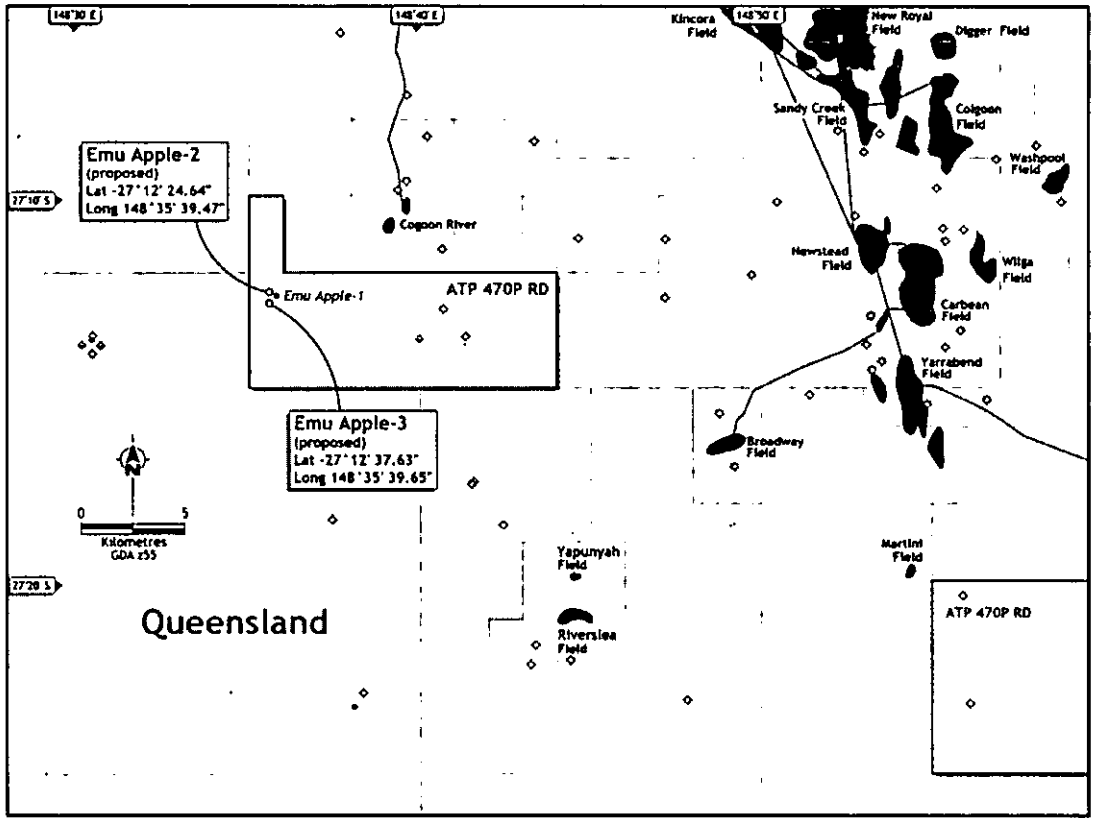 148°30' E
148°40' E
148°50' E
Kincora
Field
New Royal
Field
Digger Field
Sandy Creek
Field
Colgoon
Field
Washpool
Field
Emu Apple-2
(proposed)
Lat -27°12' 24.64"
Long 148°35' 39.47"
27°10' S
Cogoon River
Newstead
Field
Wilga
Field
Emu Apple-1
ATP 470P RD
Carbean
Field
Yarrabend
Field
Emu Apple-3
(proposed)
Lat -27°12' 37.63"
Long 148°35' 39.65"
Broadway
Field
N
0 5
Kilometres
GDA z55
Yapunyah
Field
Martini
Field
27°20' S
Queensland
Riverslea
Field
ATP 470P RD